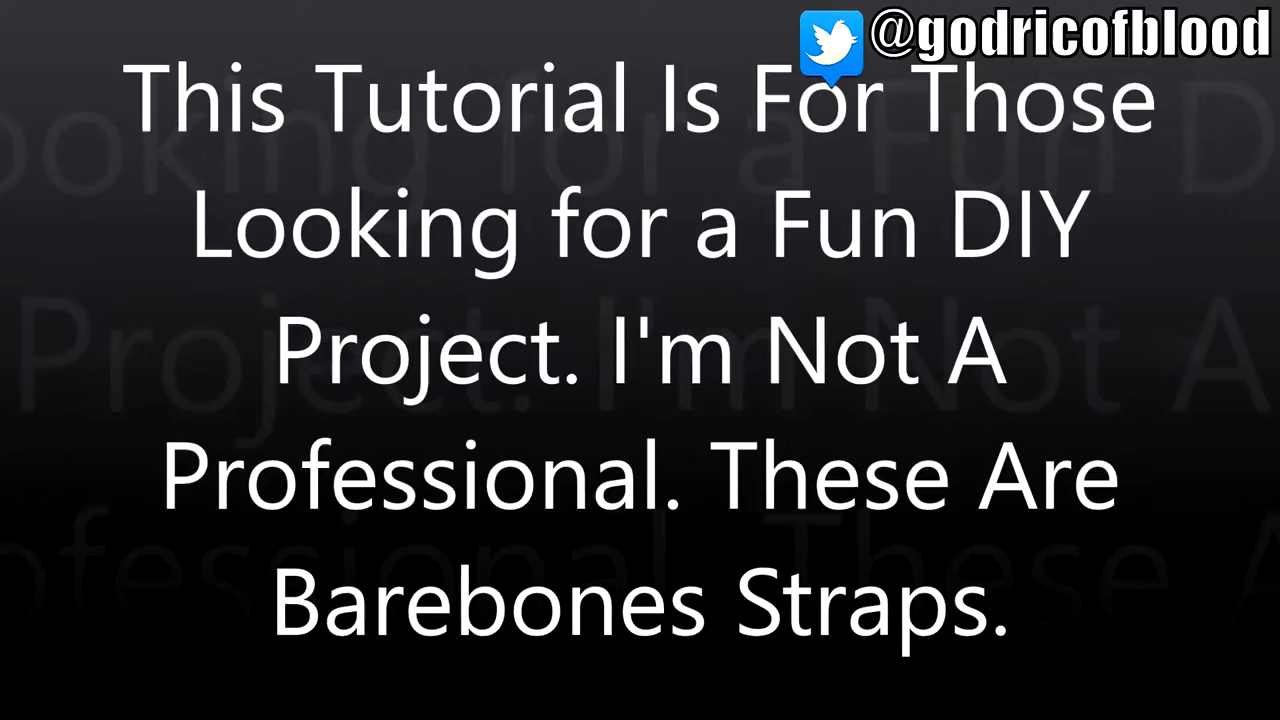 @godricofblood
This Tutorial Is For Those
Looking for a Fun DIY
Project. I'm Not A
Professional. These Are
Barebones Straps.